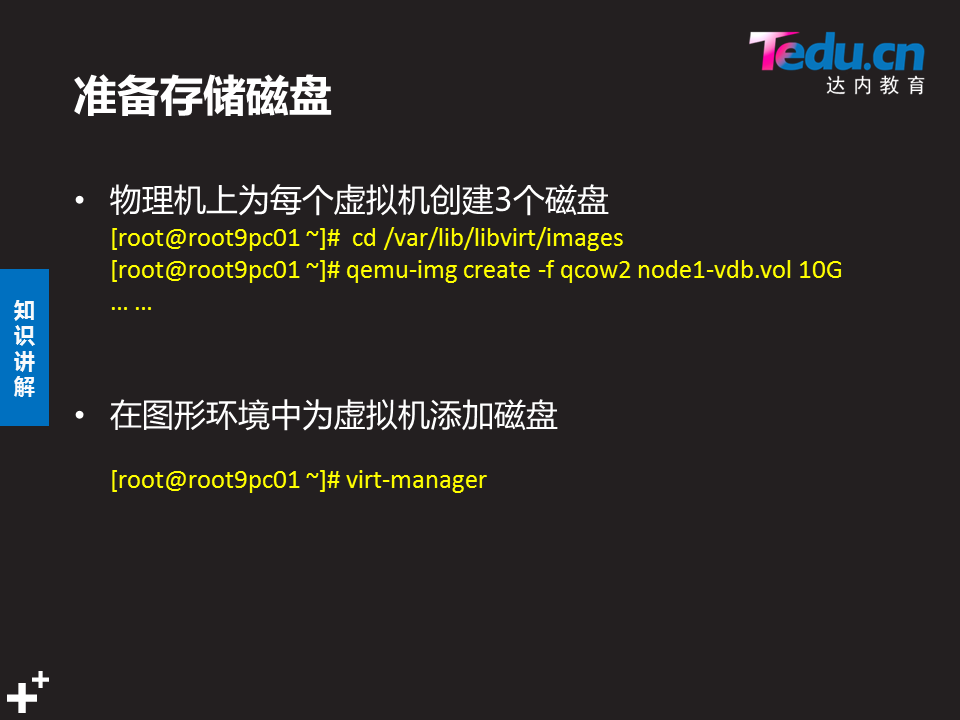 Tedu.cn
达内教育
准备存储磁盘
• 物理机上为每个虚拟机创建3个磁盘
[root@root9pc01 ~]#  cd /var/lib/libvirt/images
[root@root9pc01 ~]# qemu-img create -f qcow2 node1-vdb.vol 10G
... ...
知识讲解
• 在图形环境中为虚拟机添加磁盘
[root@root9pc01 ~]# virt-manager